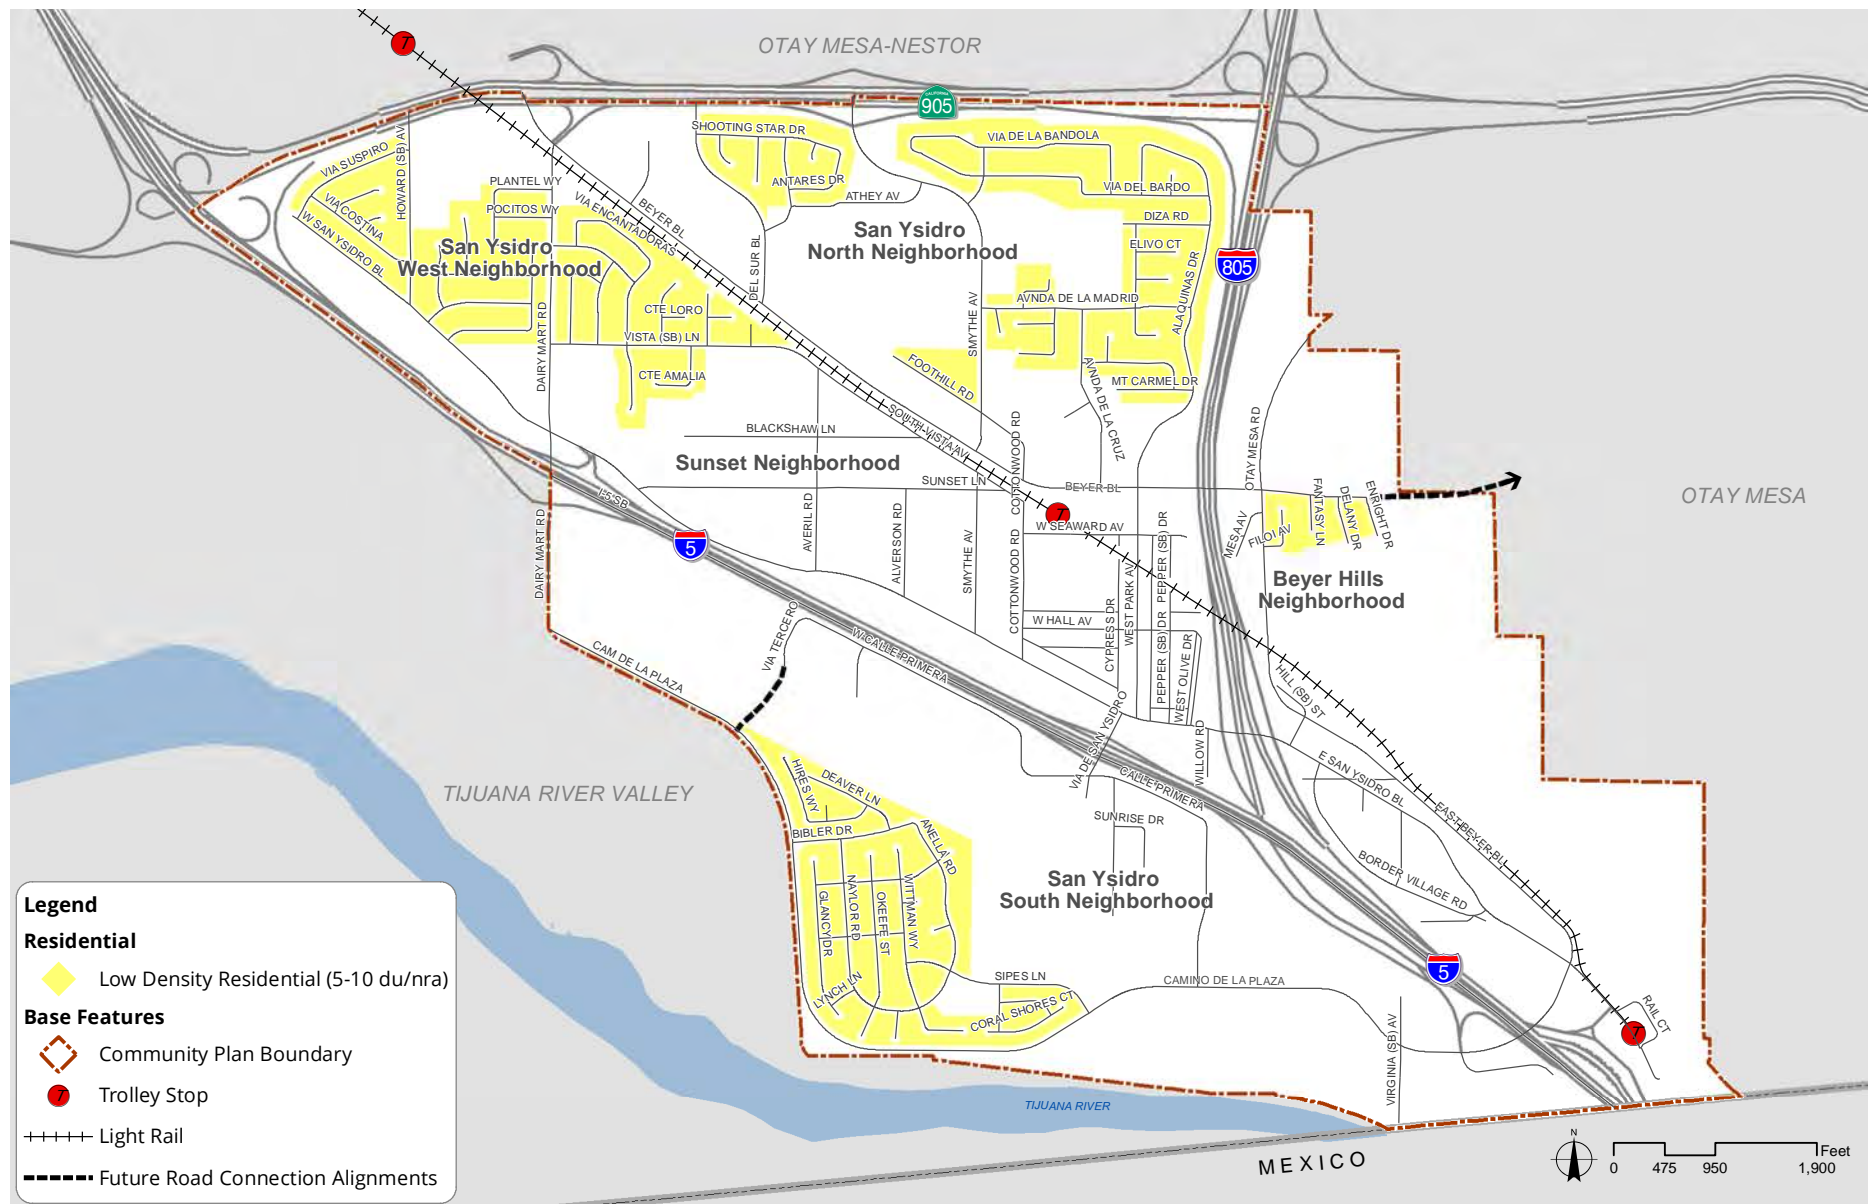 OTAY MESA-NESTOR
CALIFORNIA
905
SHOOTING STAR DR
VIA DE LA BANDOLA
VIA SUSPIRO
HOWARD (SB) AV
PLANTEL WY
ANTARES DR
VIA DEL BARDO
ATHEY AV
VIA COSTINA
POCITOS WY
VIA ENCANTADORAS
BEYER BL
DIZA RD
W SAN YSIDRO BL
San Ysidro
West Neighborhood
San Ysidro
North Neighborhood
ELIVO CT
DEL SUR BL
805
ALAQUINAS DR
CTE LORO
AVNDA DE LA MADRID
SMYTHE AV
VISTA (SB) LN
DAIRY MART RD
CTE AMALIA
FOOTHILL RD
AVNDA DE LA CRUZ
MT CARMEL DR
SOUTH VISTA AV
BLACKSHAW LN
COTTONWOOD RD
OTAY MESA RD
Sunset Neighborhood
SUNSET LN
BEYER BL
I-5 SB
AVERIL RD
ALVERSON RD
SMYTHE AV
COTTONWOOD RD
W SEAWARD AV
PEPPER (SB) DR
MESA AV
FILOI AV
FANTASY LN
DELANY DR
ENRIGHT DR
OTAY MESA
DAIRY MART RD
5
Beyer Hills
Neighborhood
W HALL AV
CYPRESS DR
WEST PARK AV
PEPPER (SB) DR
WEST OLIVE DR
VIA TERCERO
W CALLE PRIMERA
CAM DE LA PLAZA
HILL (SB) ST
VIA DE SAN YSIDRO
WILLOW RD
TIJUANA RIVER VALLEY
HIRES WY
DEAVER LN
CALLE PRIMERA
E SAN YSIDRO BL
EAST BEYER BL
BIBLER DR
ANELLA RD
SUNRISE DR
BORDER VILLAGE RD
San Ysidro
South Neighborhood
GLANCY DR
NAYLOR RD
OKEEFE ST
WITTMAN WY
LYNCH LN
SIPES LN
CORAL SHORES CT
CAMINO DE LA PLAZA
5
VIRGINIA (SB) AV
RAIL CT
TIJUANA RIVER
MEXICO
Legend
Residential
Low Density Residential (5-10 du/nra)
Base Features
Community Plan Boundary
Trolley Stop
Light Rail
Future Road Connection Alignments
N
Feet
0 475 950 1,900